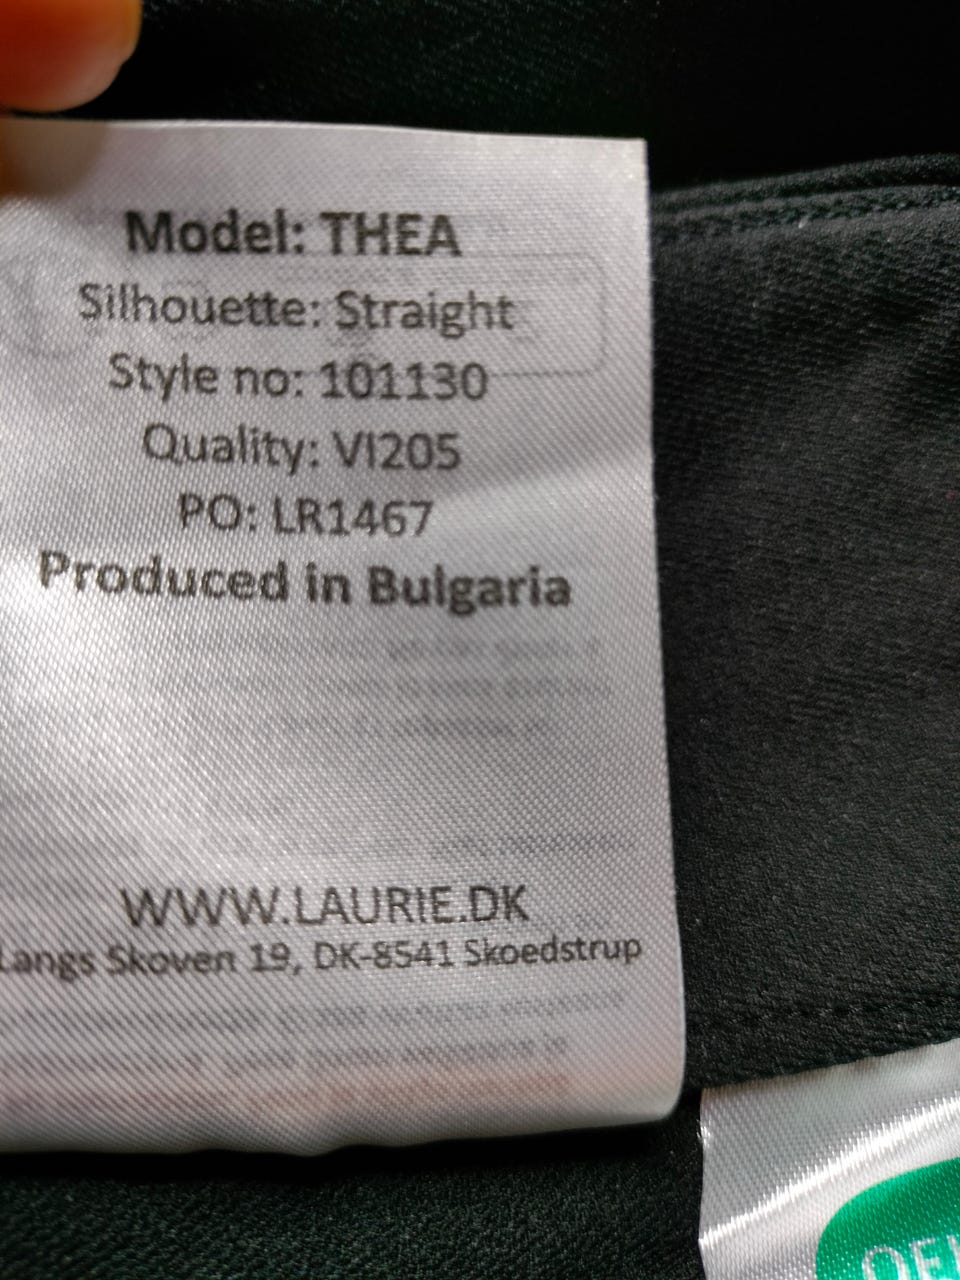 Model: THEA
Silhouette: Straight
Style no: 101130
Quality: VI205
PO: LR1467
Produced in Bulgaria
WWW.LAURIE.DK
Langs Skoven 19, DK-8541 Skoedstrup